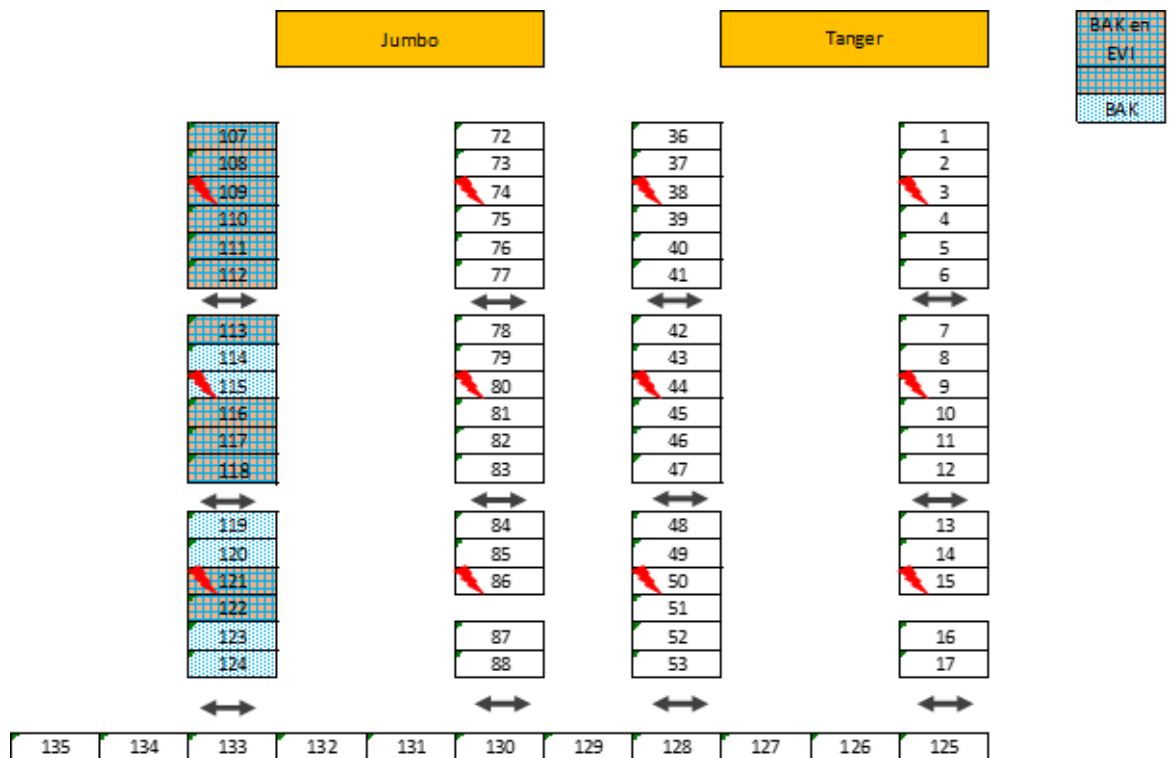 Jumbo Tanger BAK en
EVI
BAK
107 72 36 1
108 73 37 2
109 74 38 3
110 75 39 4
111 76 40 5
112 77 41 6
113 78 42 7
114 79 43 8
115 80 44 9
116 81 45 10
117 82 46 11
118 83 47 12
119 84 48 13
120 85 49 14
121 86 50 15
122 51
123 87 52 16
124 88 53 17
135 134 133 132 131 130 129 128 127 126 125